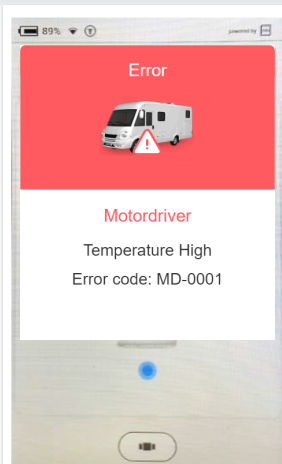 89%
powered by
Error
Motordriver
Temperature High
Error code: MD-0001